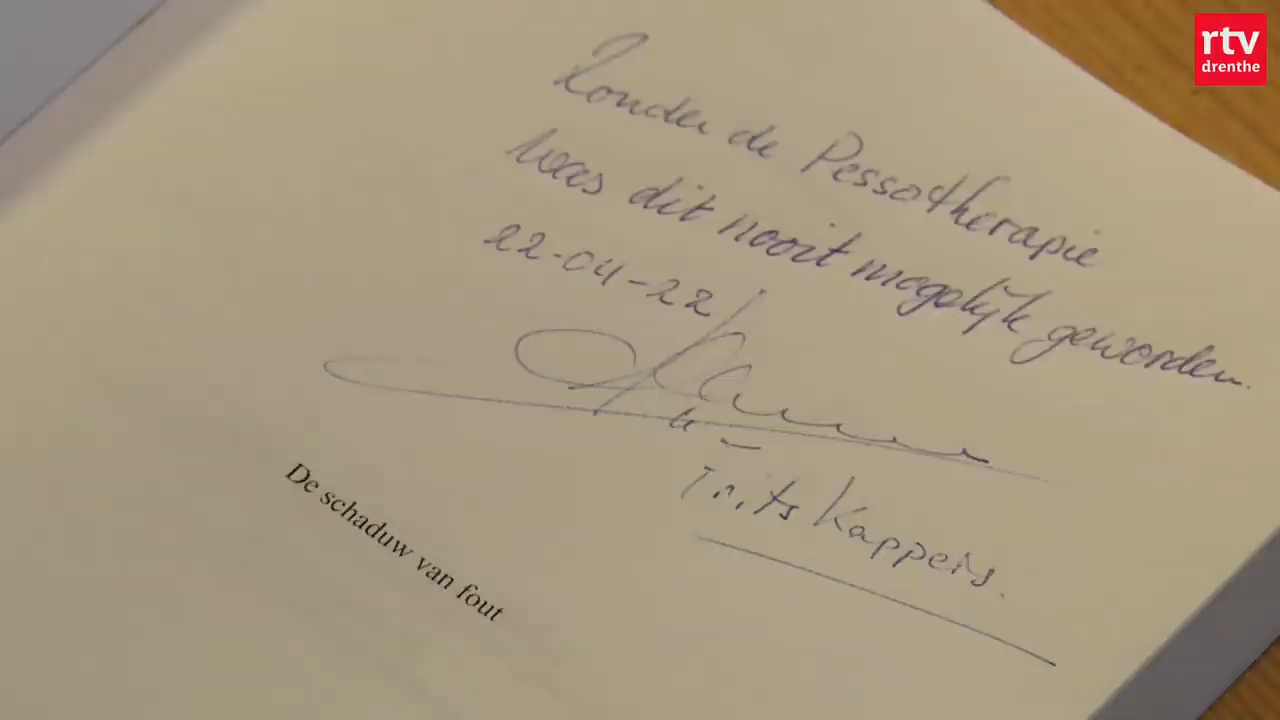 rtv
drenthe
Zonder de Pessotherapie
was dit nooit mogelijk geworden.
22-04-22
Frits Kappers.
De schaduw van fout